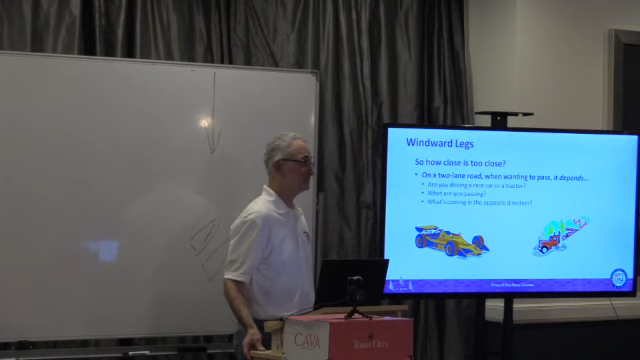 Windward Legs
So how close is too close?
• On a two-lane road, when wanting to pass, it depends...
• Are you driving a race car or a tractor?
• What are you passing?
• What's coming in the opposite direction?
CAVA